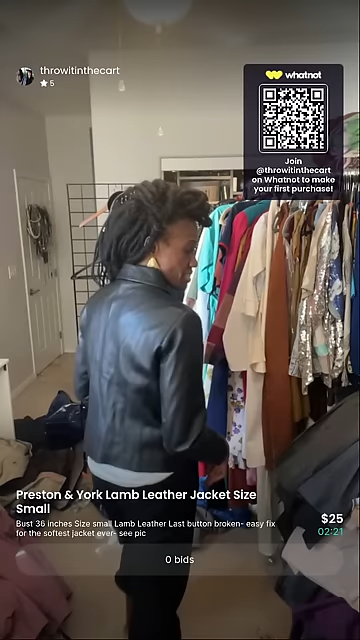 throwitinthecart
★ 5
whatnot
Join
@throwitinthecart
on Whatnot to make
your first purchase!
Preston & York Lamb Leather Jacket Size
Small
Bust 36 inches Size small Lamb Leather Last button broken- easy fix
for the softest jacket ever- see pic
$25
02:21
0 bids